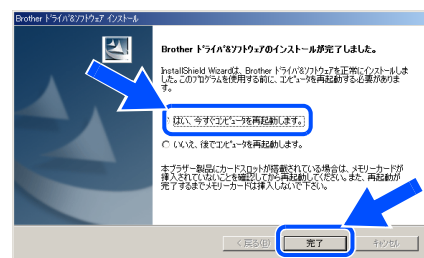 Brother ドライバ&ソフトウェア インストール
Brother ドライバ&ソフトウェアのインストールが完了しました。
InstallShield Wizardは、Brother ドライバ&ソフトウェアを正常にインストールしま
した。このプログラムを使用する前に、コンピュータを再起動する必要がありま
す。
はい、今すぐコンピュータを再起動します。
いいえ、後でコンピュータを再起動します。
本ブラザー製品にカードスロットが搭載されている場合は、メモリーカードが
挿入されていないことを確認してから再起動してください。また、再起動が
完了するまでメモリーカードは挿入しないで下さい。
< 戻る(B)
完了
キャンセル